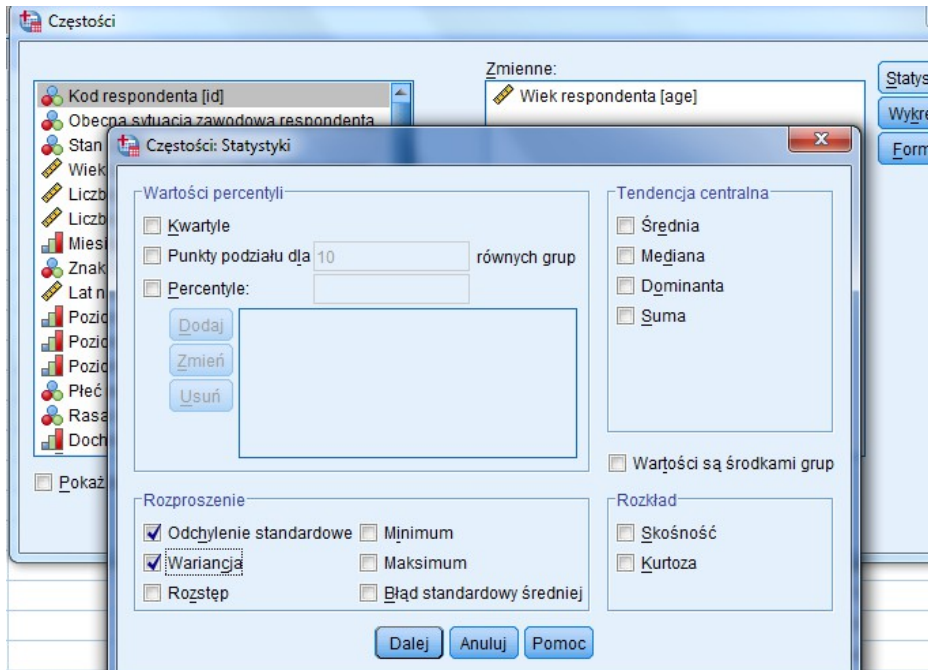 Częstości
Zmienne:
Kod respondenta [id]
Obecna sytuacja zawodowa respondenta
Stan
Wiek
Liczb
Liczb
Miesi
Znak
Lat n
Pozio
Pozio
Pozio
Płeć
Rasa
Doch
Pokaż
Wiek respondenta [age]
Statys
Wykre
Form
Częstości: Statystyki
Wartości percentyli
Kwartyle
Punkty podziału dla 10 równych grup
Percentyle:
Dodaj
Zmień
Usuń
Tendencja centralna
Średnia
Mediana
Dominanta
Suma
Wartości są środkami grup
Rozproszenie
Odchylenie standardowe
Minimum
Wariancja
Maksimum
Rozstęp
Błąd standardowy średniej
Rozkład
Skośność
Kurtoza
Dalej
Anuluj
Pomoc